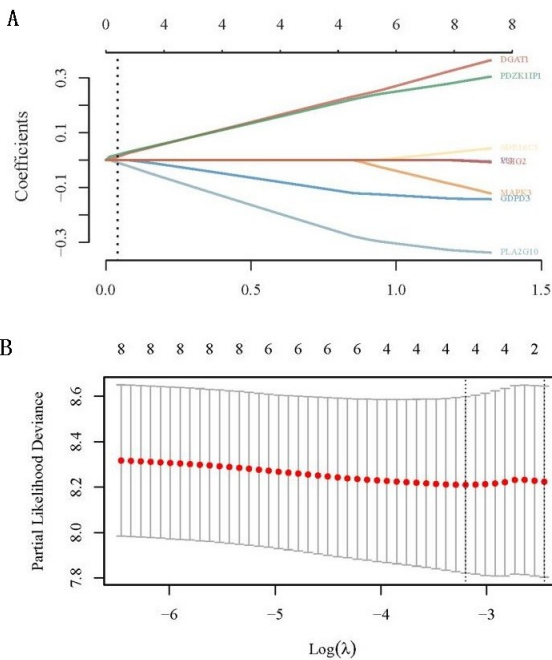 A
0 4 4 4 4 6 8 8
Coefficients
0.3
0.1
−0.1
−0.3
DGAT1
PDZK1IP1
MAPK3
GDPD3
PLA2G10
0.0 0.5 1.0 1.5
B
8 8 8 8 8 6 6 6 6 4 4 4 4 4 2
Partial Likelihood Deviance
8.6
8.4
8.2
8.0
7.8
−6 −5 −4 −3
Log(λ)